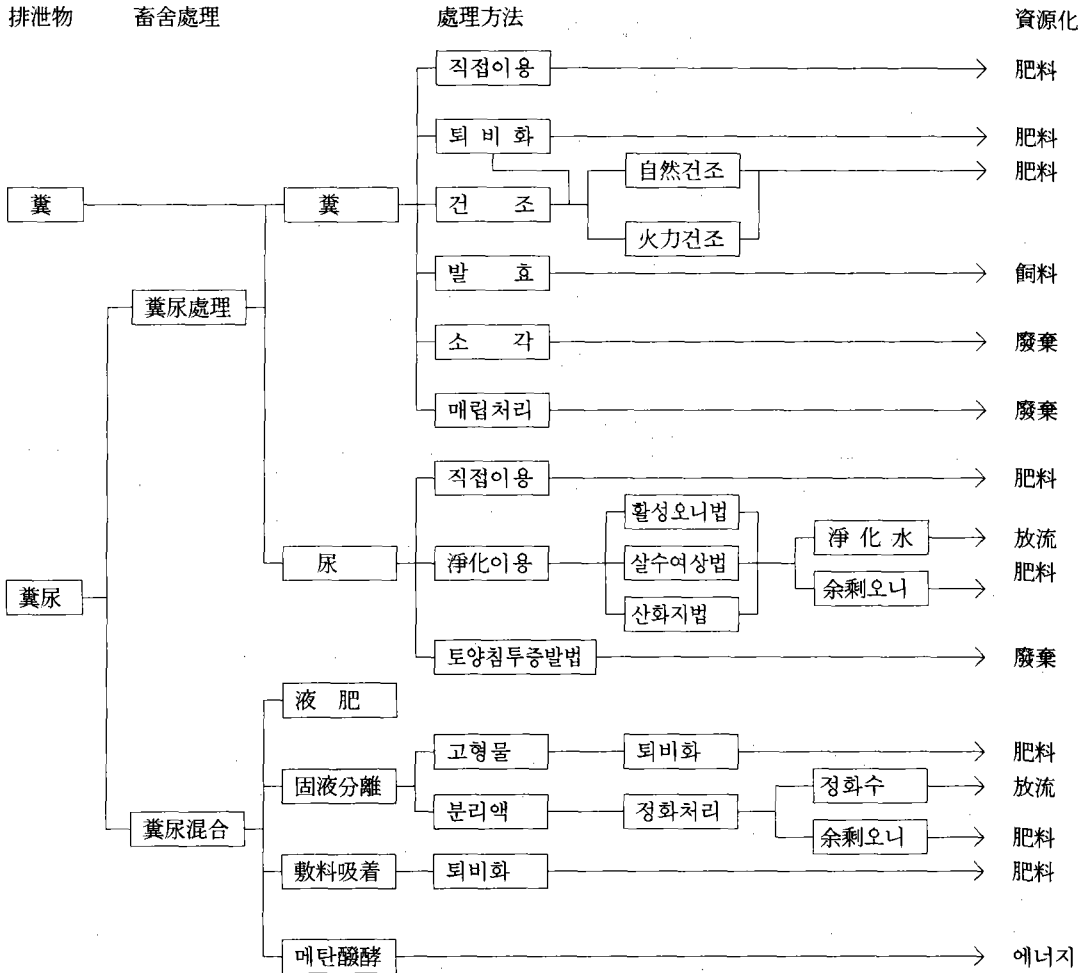 排泄物 畜舍處理 處理方法 資源化
직접이용 肥料
퇴비화 肥料
自然건조 肥料
糞 糞 건조
火力건조
발효 飼料
糞尿處理
소각 廢棄
매립처리 廢棄
직접이용 肥料
활성오니법
淨化水 放流
尿 淨化이용 살수여상법
肥料
糞尿 余剩오니
산화지법
토양침투증발법 廢棄
液肥
고형물 퇴비화 肥料
固液分離 정화수 放流
분리액 정화처리
糞尿混合 余剩오니 肥料
敷料吸着 퇴비화 肥料
메탄醱酵 에너지